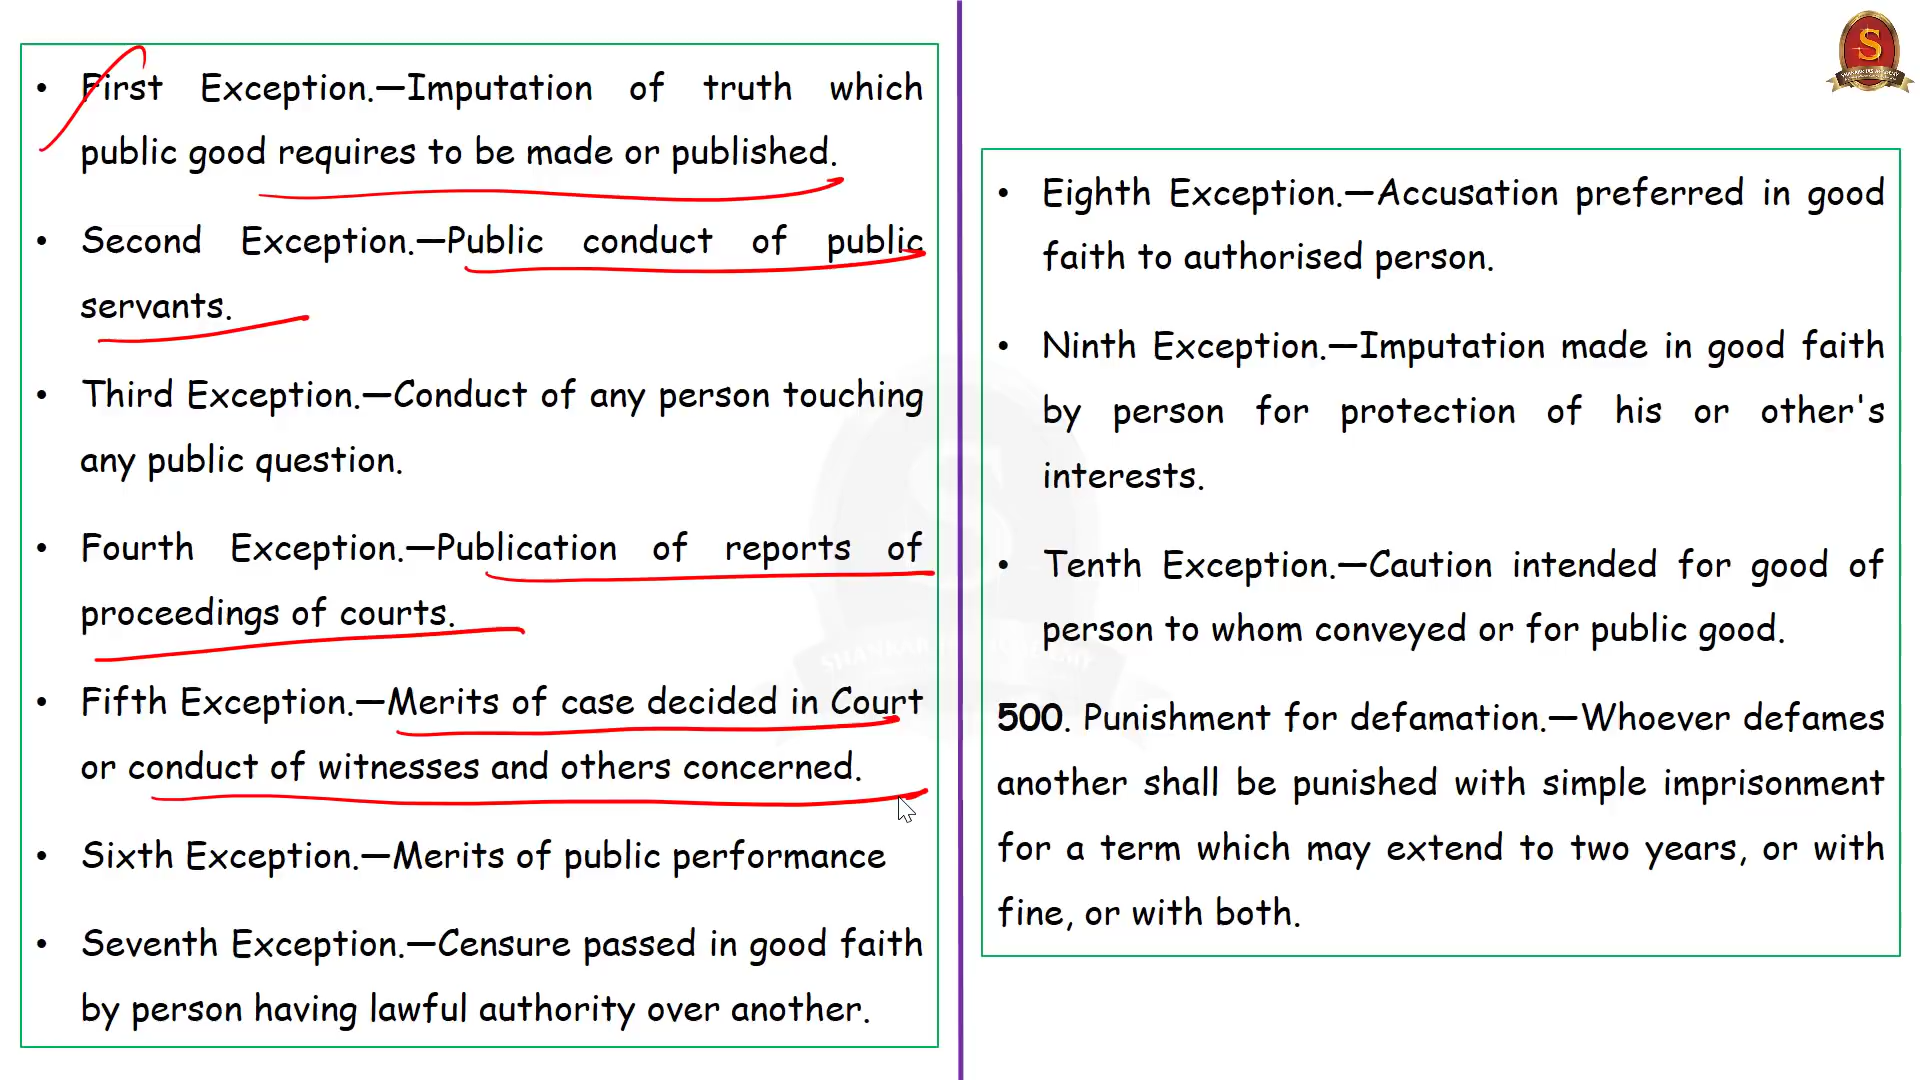 • First Exception.—Imputation of truth which
public good requires to be made or published.
• Second Exception.—Public conduct of public
servants.
• Third Exception.—Conduct of any person touching
any public question.
• Fourth Exception.—Publication of reports of
proceedings of courts.
• Fifth Exception.—Merits of case decided in Court
or conduct of witnesses and others concerned.
• Sixth Exception.—Merits of public performance
• Seventh Exception.—Censure passed in good faith
by person having lawful authority over another.
S
SHANKAR IAS ACADEMY
• Eighth Exception.—Accusation preferred in good
faith to authorised person.
• Ninth Exception.—Imputation made in good faith
by person for protection of his or other's
interests.
• Tenth Exception.—Caution intended for good of
person to whom conveyed or for public good.
500. Punishment for defamation.—Whoever defames
another shall be punished with simple imprisonment
for a term which may extend to two years, or with
fine, or with both.